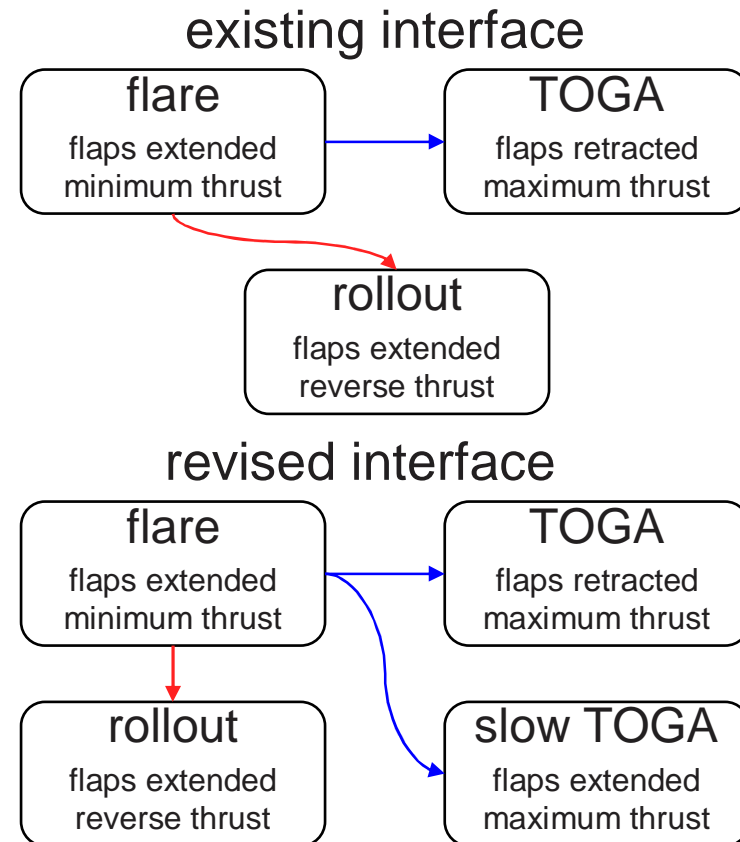 existing interface
flare
flaps extended
minimum thrust
TOGA
flaps retracted
maximum thrust
rollout
flaps extended
reverse thrust
revised interface
flare
flaps extended
minimum thrust
TOGA
flaps retracted
maximum thrust
rollout
flaps extended
reverse thrust
slow TOGA
flaps extended
maximum thrust